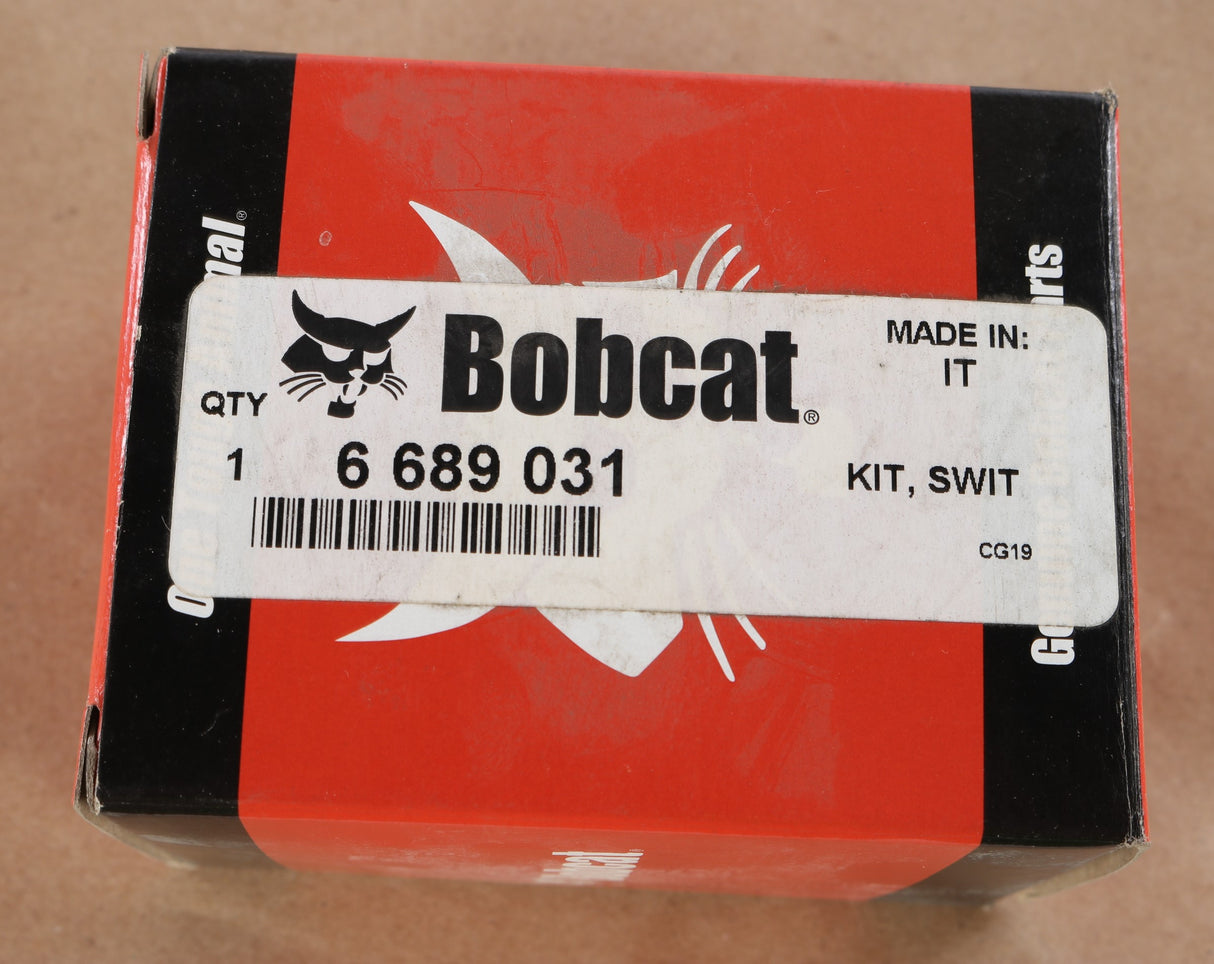 Bobcat®
MADE IN:
IT
QTY
1
6 689 031
KIT, SWIT
CG19